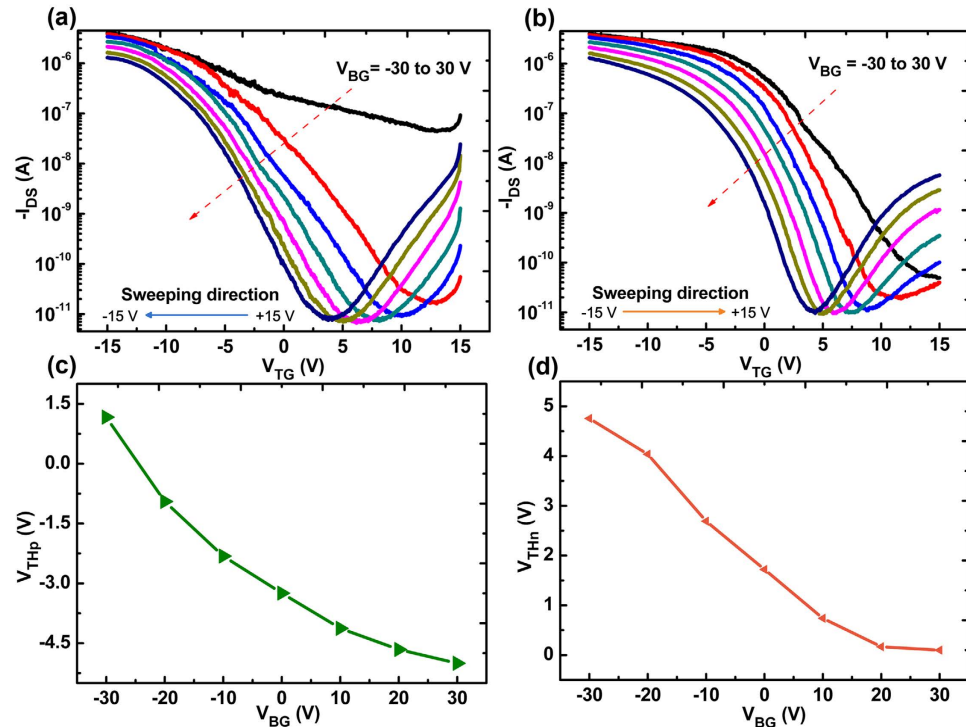 (a)
V_BG = -30 to 30 V
-I_DS (A)
10^-6
10^-7
10^-8
10^-9
10^-10
10^-11
Sweeping direction
-15 V +15 V
-15 -10 -5 0 5 10 15
V_TG (V)
(b)
V_BG = -30 to 30 V
-I_DS (A)
10^-6
10^-7
10^-8
10^-9
10^-10
10^-11
Sweeping direction
-15 V +15 V
-15 -10 -5 0 5 10 15
V_TG (V)
(c)
V_THp (V)
1.5
0.0
-1.5
-3.0
-4.5
-30 -20 -10 0 10 20 30
V_BG (V)
(d)
V_THn (V)
5
4
3
2
1
0
-30 -20 -10 0 10 20 30
V_BG (V)